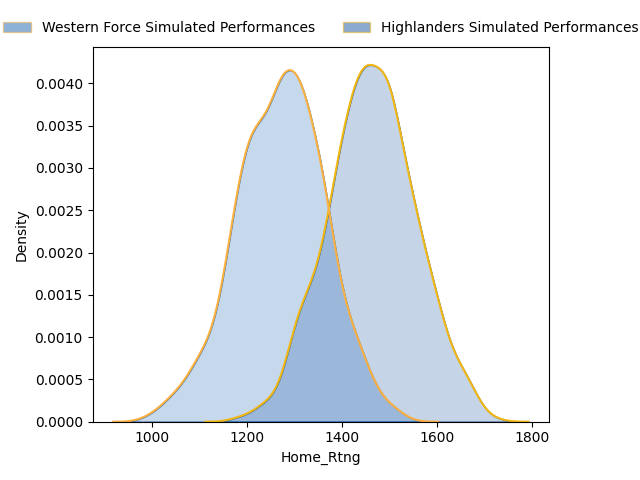 Western Force Simulated Performances
Highlanders Simulated Performances
0.0040
0.0035
0.0030
0.0025
0.0020
0.0015
0.0010
0.0005
0.0000
Density
1000 1200 1400 1600 1800
Home_Rtng